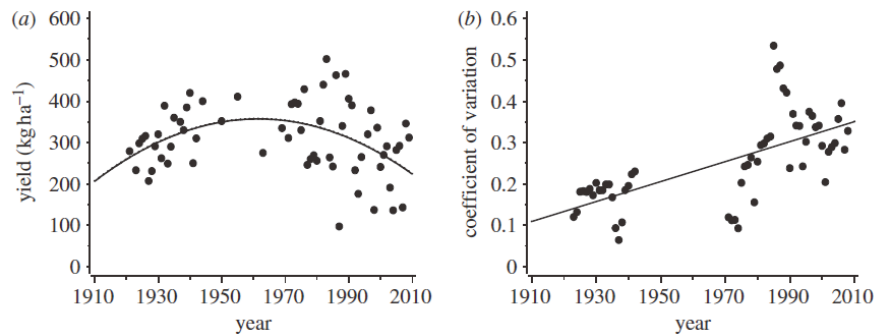 (a)
600
500
400
300
200
100
0
yield (kg ha⁻¹)
1910 1930 1950 1970 1990 2010
year
(b)
0.6
0.5
0.4
0.3
0.2
0.1
0
coefficient of variation
1910 1930 1950 1970 1990 2010
year